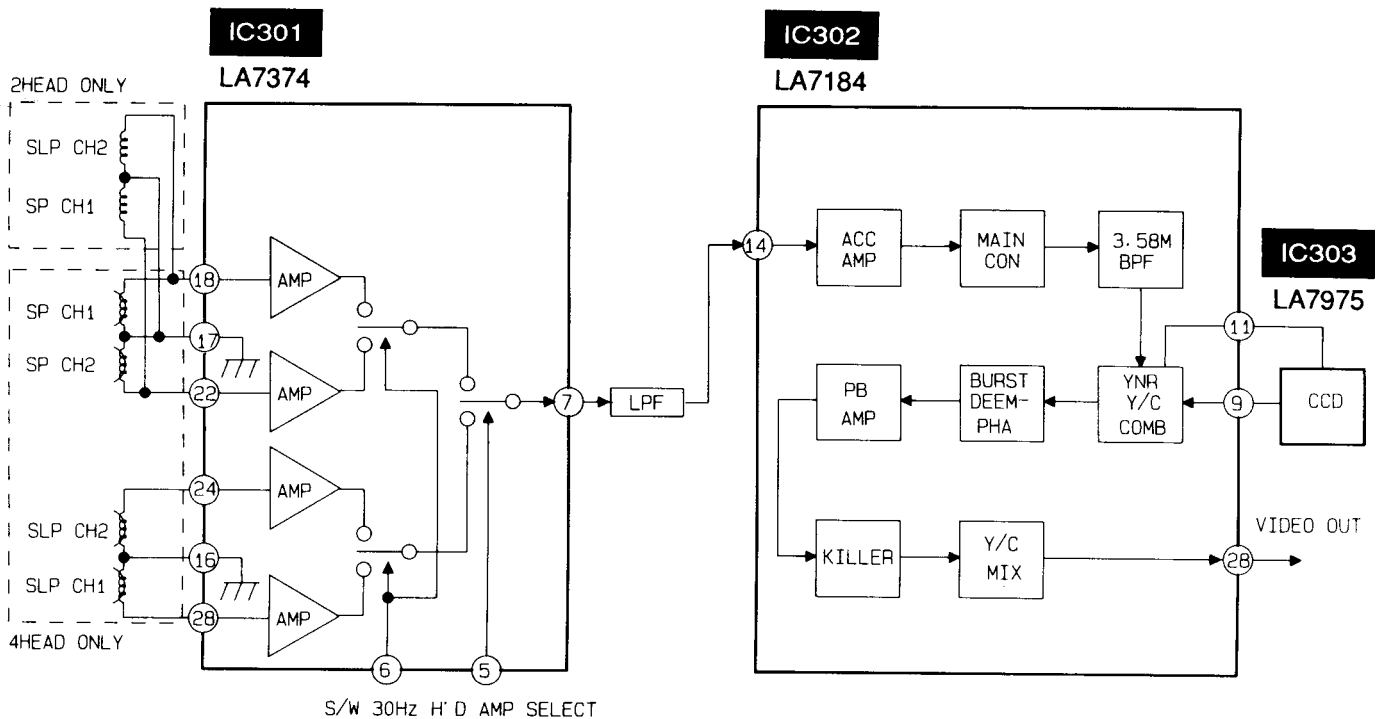 IC301
LA7374
IC302
LA7184
IC303
LA7975
2HEAD ONLY
SLP CH2
SP CH1
SP CH1
SP CH2
SLP CH2
SLP CH1
4HEAD ONLY
18
17
22
24
16
28
AMP
AMP
AMP
AMP
6
5
S/W 30Hz H'D AMP SELECT
7
LPF
14
ACC
AMP
MAIN
CON
3.58M
BPF
11
9
CCD
YNR
Y/C
COMB
BURST
DEEM-
PHA
PB
AMP
KILLER
Y/C
MIX
28
VIDEO OUT